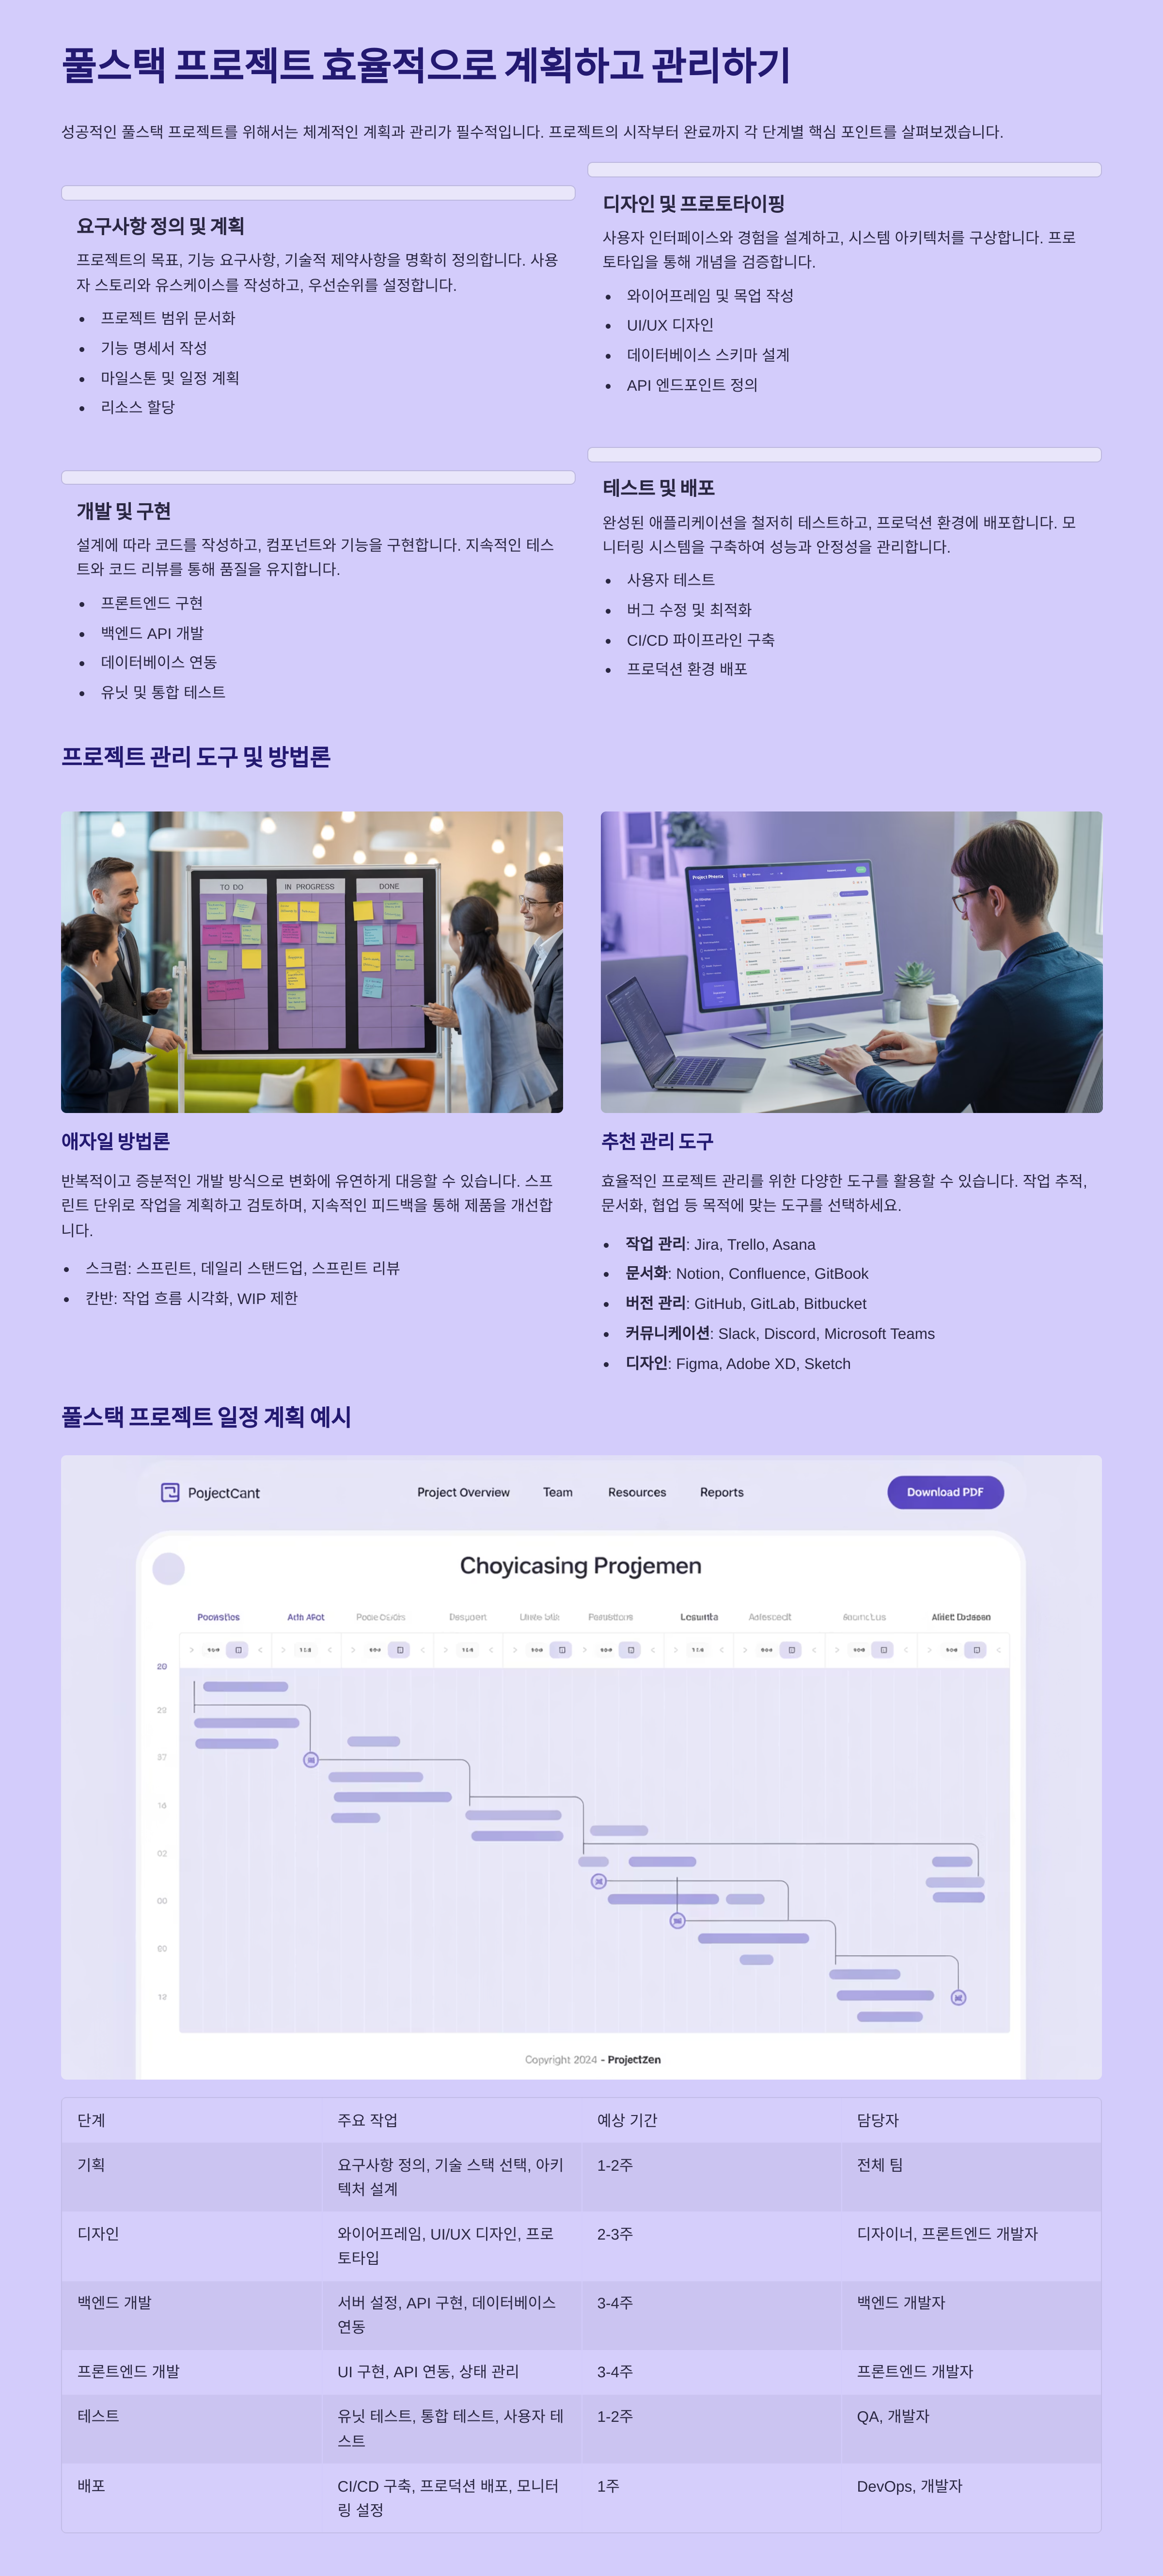 풀스택 프로젝트 효율적으로 계획하고 관리하기
성공적인 풀스택 프로젝트를 위해서는 체계적인 계획과 관리가 필수적입니다. 프로젝트의 시작부터 완료까지 각 단계별 핵심 포인트를 살펴보겠습니다.
요구사항 정의 및 계획
프로젝트의 목표, 기능 요구사항, 기술적 제약사항을 명확히 정의합니다. 사용
자 스토리와 유스케이스를 작성하고, 우선순위를 설정합니다.
• 프로젝트 범위 문서화
• 기능 명세서 작성
• 마일스톤 및 일정 계획
• 리소스 할당
디자인 및 프로토타이핑
사용자 인터페이스와 경험을 설계하고, 시스템 아키텍처를 구상합니다. 프로
토타입을 통해 개념을 검증합니다.
• 와이어프레임 및 목업 작성
• UI/UX 디자인
• 데이터베이스 스키마 설계
• API 엔드포인트 정의
개발 및 구현
설계에 따라 코드를 작성하고, 컴포넌트와 기능을 구현합니다. 지속적인 테스
트와 코드 리뷰를 통해 품질을 유지합니다.
• 프론트엔드 구현
• 백엔드 API 개발
• 데이터베이스 연동
• 유닛 및 통합 테스트
테스트 및 배포
완성된 애플리케이션을 철저히 테스트하고, 프로덕션 환경에 배포합니다. 모
니터링 시스템을 구축하여 성능과 안정성을 관리합니다.
• 사용자 테스트
• 버그 수정 및 최적화
• CI/CD 파이프라인 구축
• 프로덕션 환경 배포
프로젝트 관리 도구 및 방법론
TO DO
IN PROGRESS
DONE
애자일 방법론
반복적이고 증분적인 개발 방식으로 변화에 유연하게 대응할 수 있습니다. 스프
린트 단위로 작업을 계획하고 검토하며, 지속적인 피드백을 통해 제품을 개선합
니다.
• 스크럼: 스프린트, 데일리 스탠드업, 스프린트 리뷰
• 칸반: 작업 흐름 시각화, WIP 제한
추천 관리 도구
효율적인 프로젝트 관리를 위한 다양한 도구를 활용할 수 있습니다. 작업 추적,
문서화, 협업 등 목적에 맞는 도구를 선택하세요.
• 작업 관리: Jira, Trello, Asana
• 문서화: Notion, Confluence, GitBook
• 버전 관리: GitHub, GitLab, Bitbucket
• 커뮤니케이션: Slack, Discord, Microsoft Teams
• 디자인: Figma, Adobe XD, Sketch
풀스택 프로젝트 일정 계획 예시
PoyjectCant
Project Overview
Team
Resources
Reports
Download PDF
Choyicasing Progjemen
20
Copyright 2024 - ProjectZen
단계
주요 작업
예상 기간
담당자
기획
요구사항 정의, 기술 스택 선택, 아키
텍처 설계
1-2주
전체 팀
디자인
와이어프레임, UI/UX 디자인, 프로
토타입
2-3주
디자이너, 프론트엔드 개발자
백엔드 개발
서버 설정, API 구현, 데이터베이스
연동
3-4주
백엔드 개발자
프론트엔드 개발
UI 구현, API 연동, 상태 관리
3-4주
프론트엔드 개발자
테스트
유닛 테스트, 통합 테스트, 사용자 테
스트
1-2주
QA, 개발자
배포
CI/CD 구축, 프로덕션 배포, 모니터
링 설정
1주
DevOps, 개발자